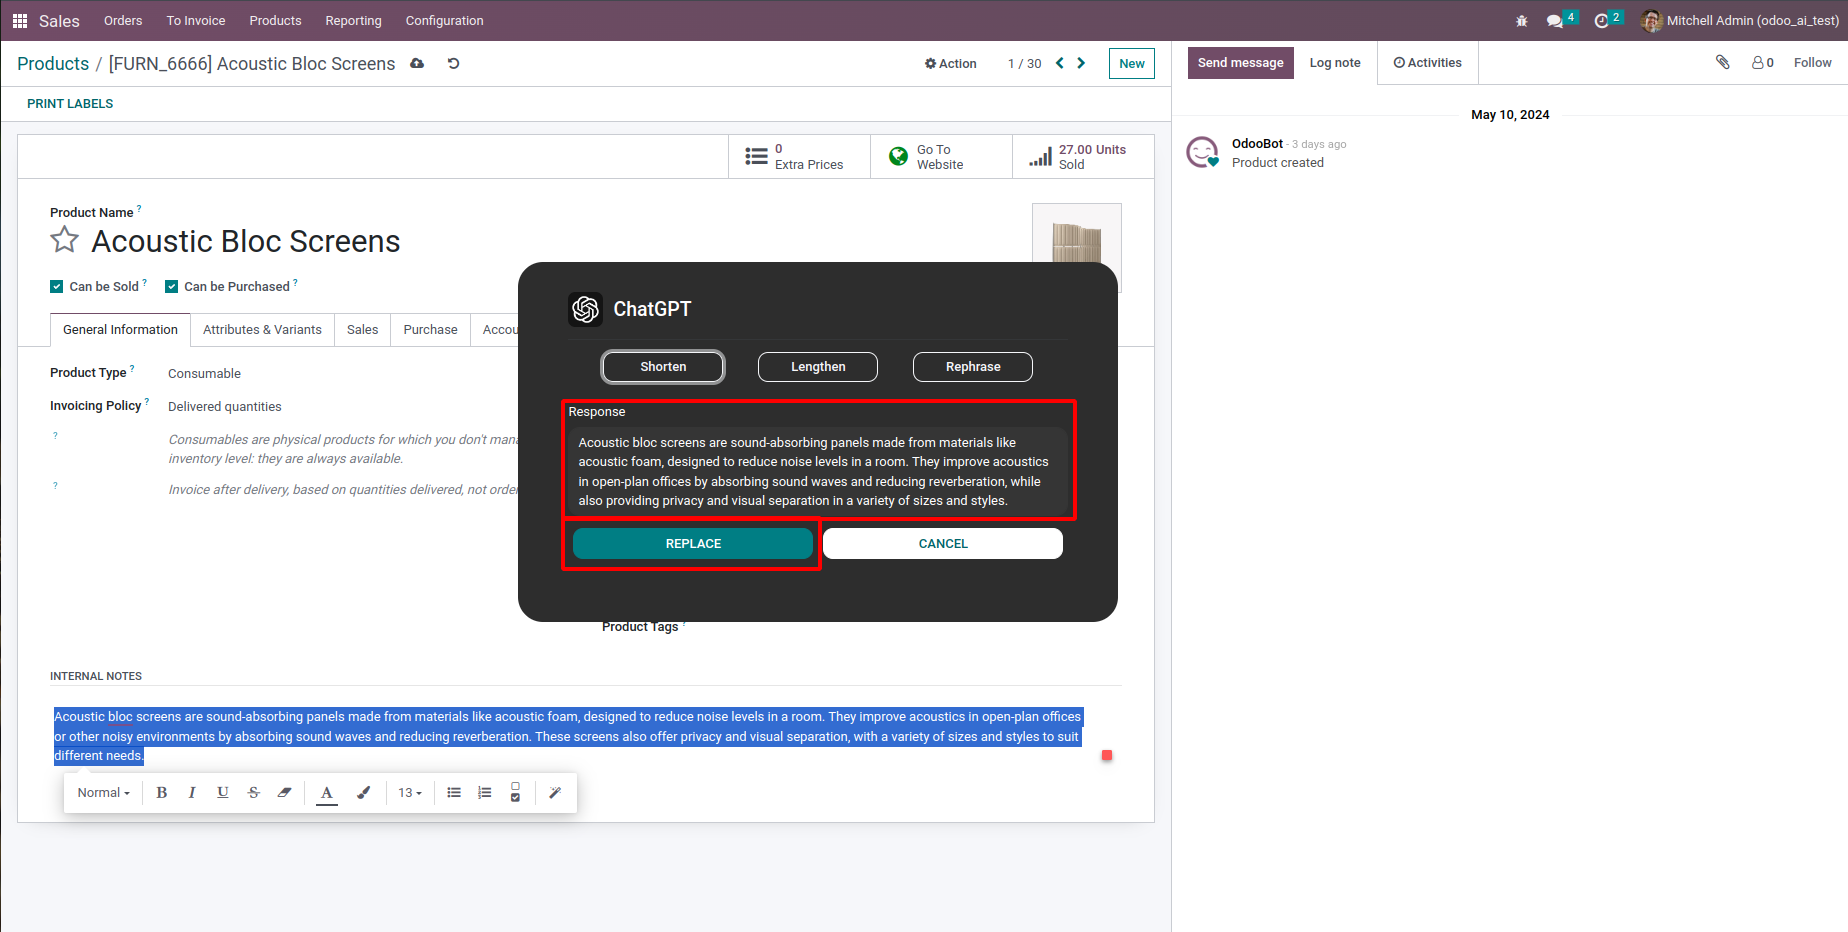 Sales Orders To Invoice Products Reporting Configuration
4 2 Mitchell Admin (odoo_ai_test)
Products / [FURN_6666] Acoustic Bloc Screens
Action 1 / 30 New
PRINT LABELS
0
Extra Prices
Go To
Website
27.00 Units
Sold
Product Name ?
Acoustic Bloc Screens
Can be Sold ? Can be Purchased ?
General Information Attributes & Variants Sales Purchase Accou
Product Type ? Consumable
Invoicing Policy ? Delivered quantities
? Consumables are physical products for which you don't mana
inventory level: they are always available.
? Invoice after delivery, based on quantities delivered, not order
ChatGPT
Shorten Lengthen Rephrase
Response
Acoustic bloc screens are sound-absorbing panels made from materials like
acoustic foam, designed to reduce noise levels in a room. They improve acoustics
in open-plan offices by absorbing sound waves and reducing reverberation, while
also providing privacy and visual separation in a variety of sizes and styles.
REPLACE CANCEL
Product Tags ?
INTERNAL NOTES
Acoustic bloc screens are sound-absorbing panels made from materials like acoustic foam, designed to reduce noise levels in a room. They improve acoustics in open-plan offices
or other noisy environments by absorbing sound waves and reducing reverberation. These screens also offer privacy and visual separation, with a variety of sizes and styles to suit
different needs.
Normal B I U S A 13
Send message Log note Activities 0 Follow
May 10, 2024
OdooBot - 3 days ago
Product created